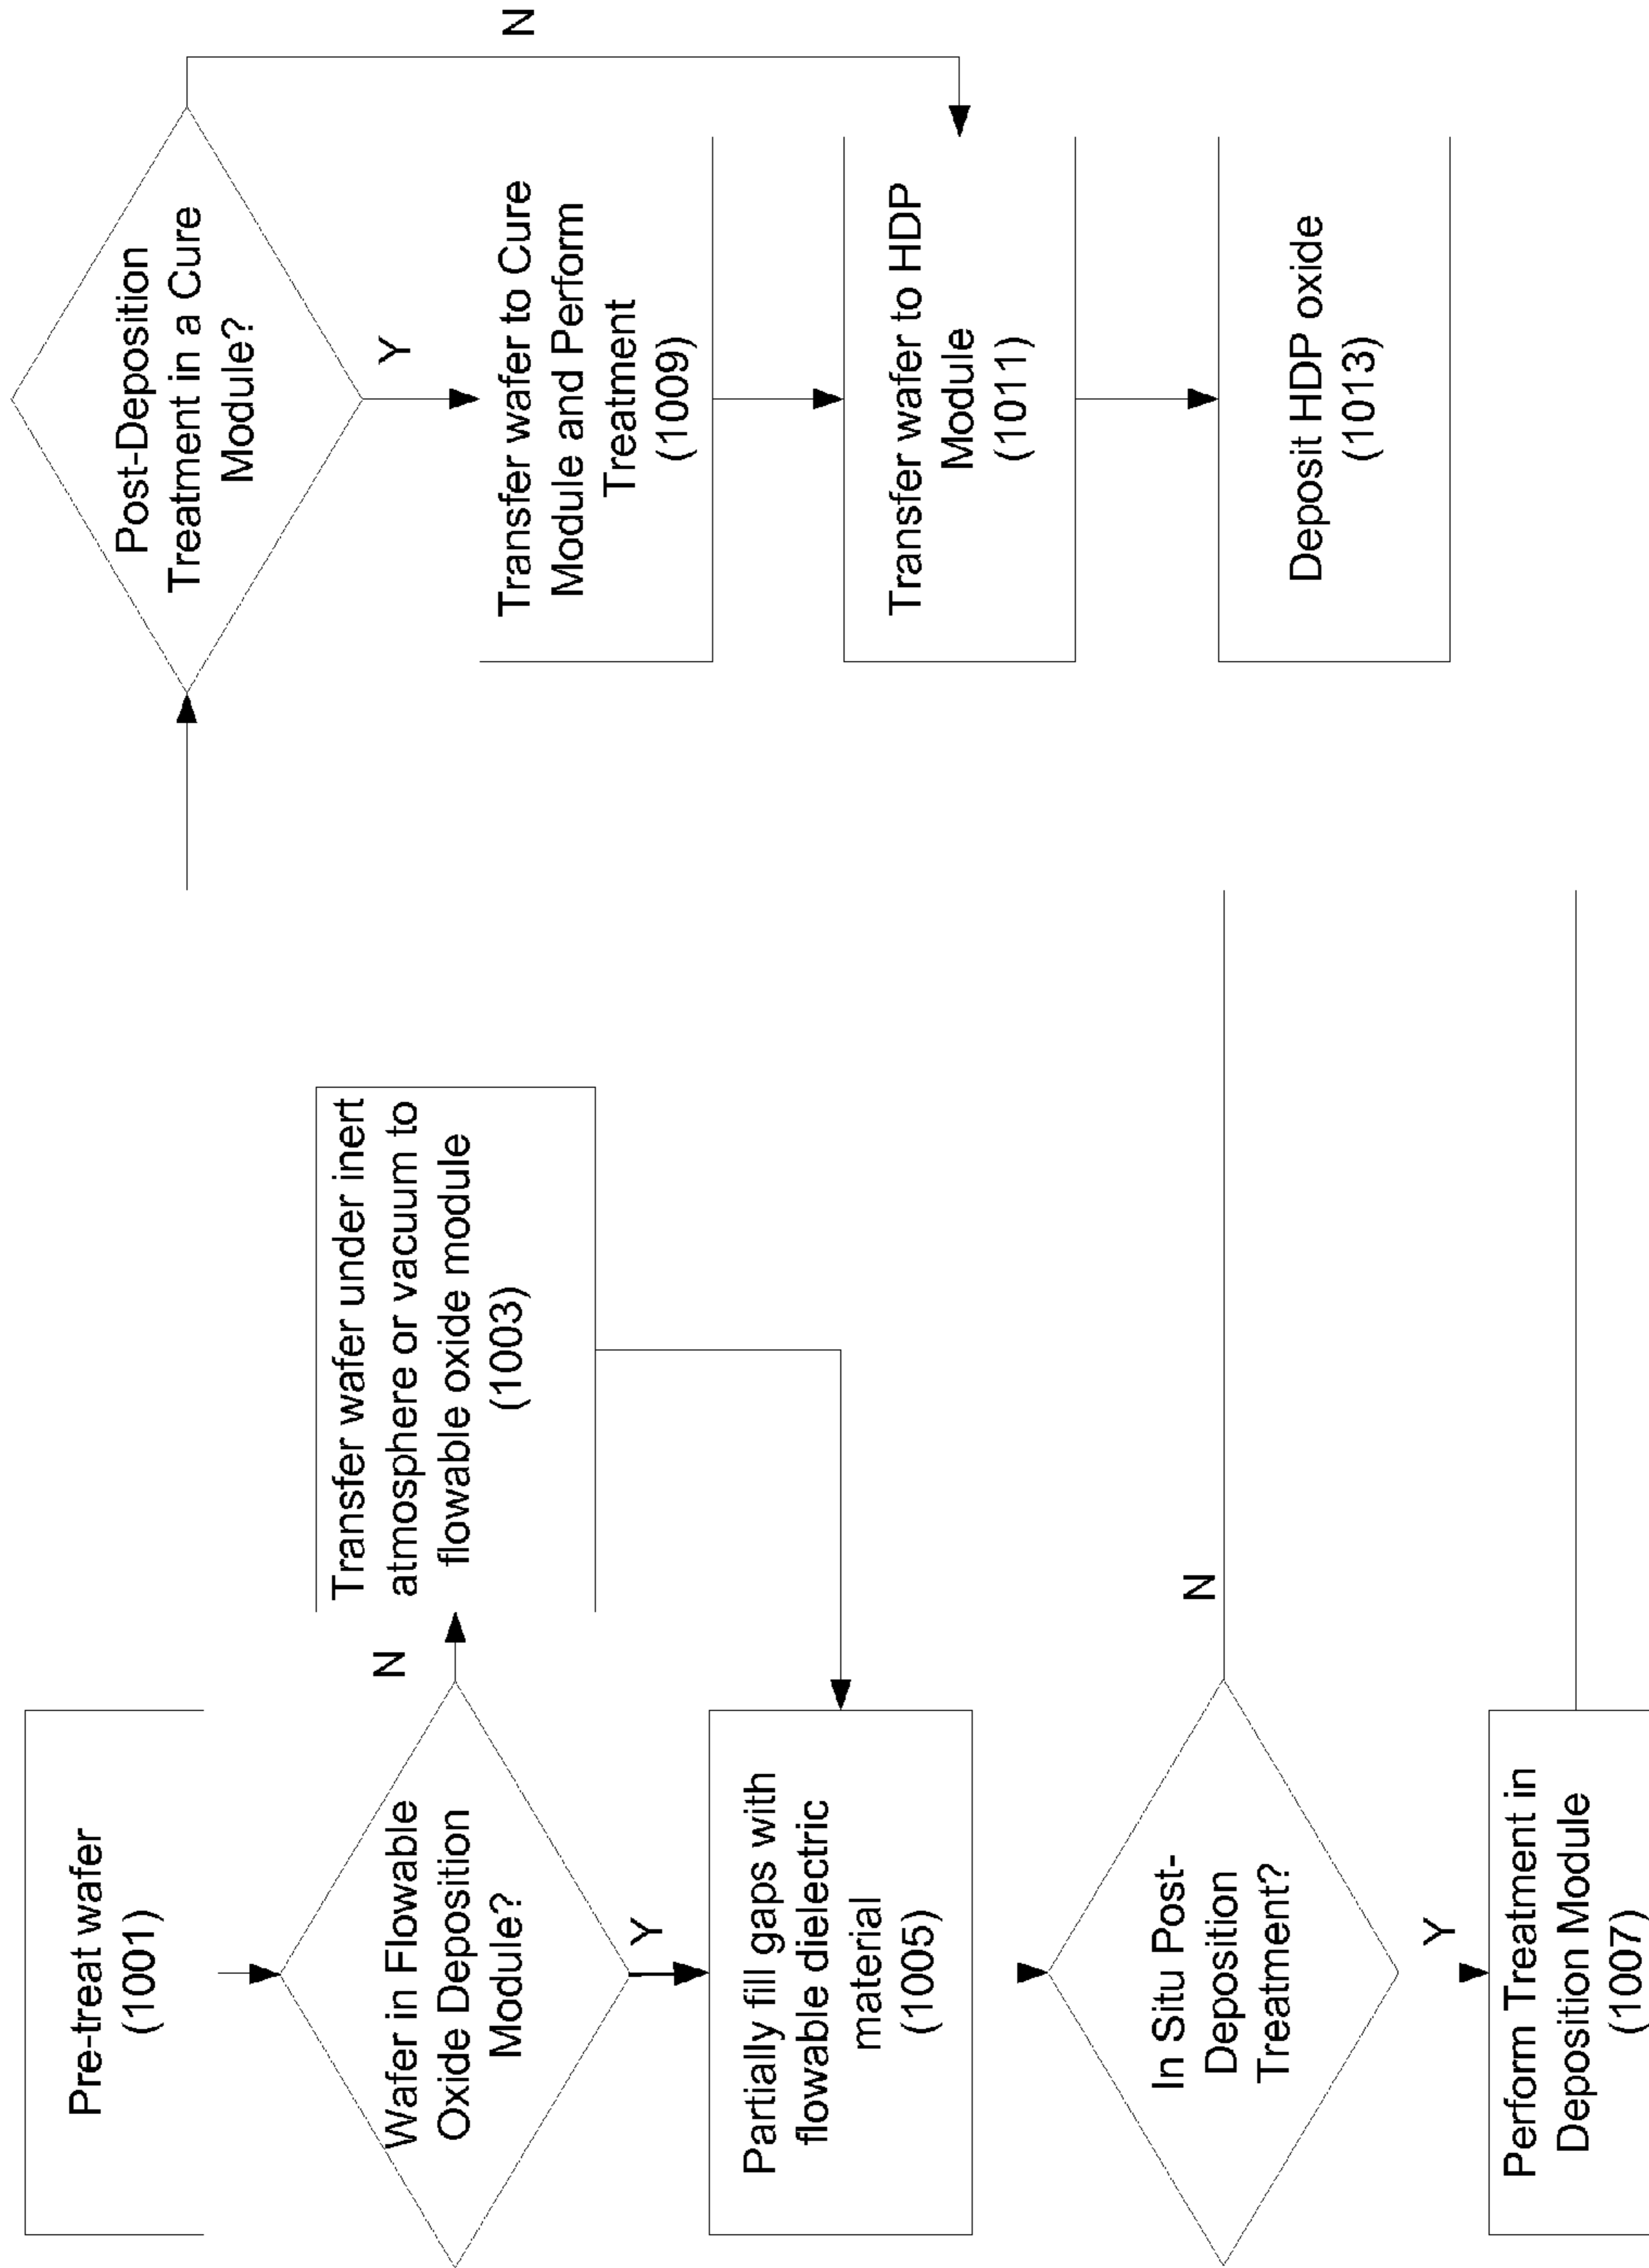 Pre-treat wafer
(1001)
Wafer in Flowable
Oxide Deposition
Module?
N
Transfer wafer under inert
atmosphere or vacuum to
flowable oxide module
(1003)
Y
Partially fill gaps with
flowable dielectric
material
(1005)
In Situ Post-
Deposition
Treatment?
N
Y
Perform Treatment in
Deposition Module
(1007)
Post-Deposition
Treatment in a Cure
Module?
N
Y
Transfer wafer to Cure
Module and Perform
Treatment
(1009)
Transfer wafer to HDP
Module
(1011)
Deposit HDP oxide
(1013)